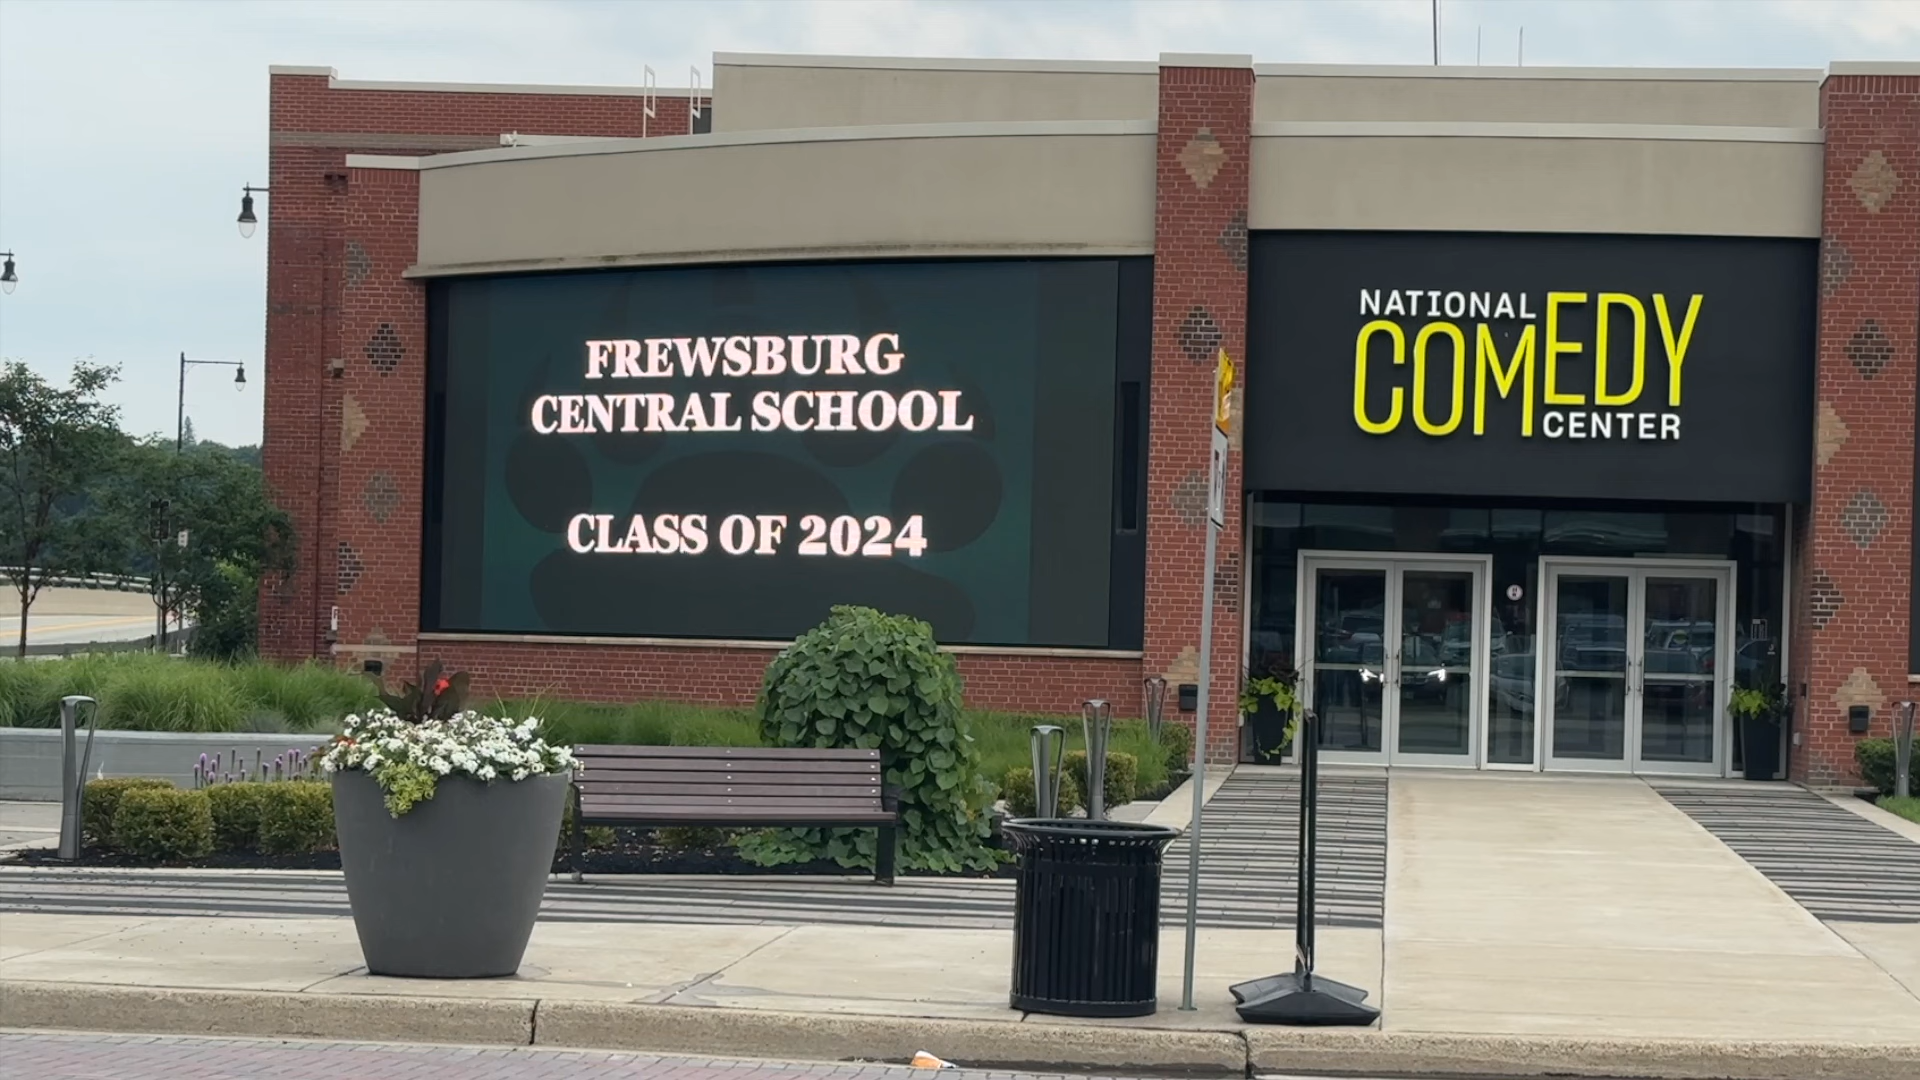 FREWSBURG
CENTRAL SCHOOL
CLASS OF 2024
NATIONAL
COMEDY
CENTER